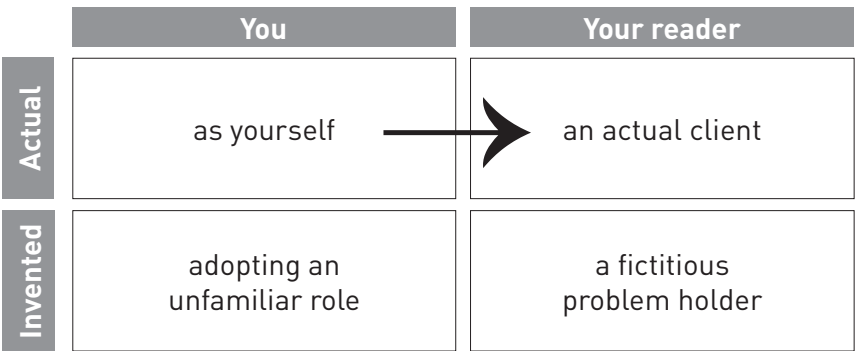 You
Your reader
Actual
as yourself
an actual client
Invented
adopting an
unfamiliar role
a fictitious
problem holder